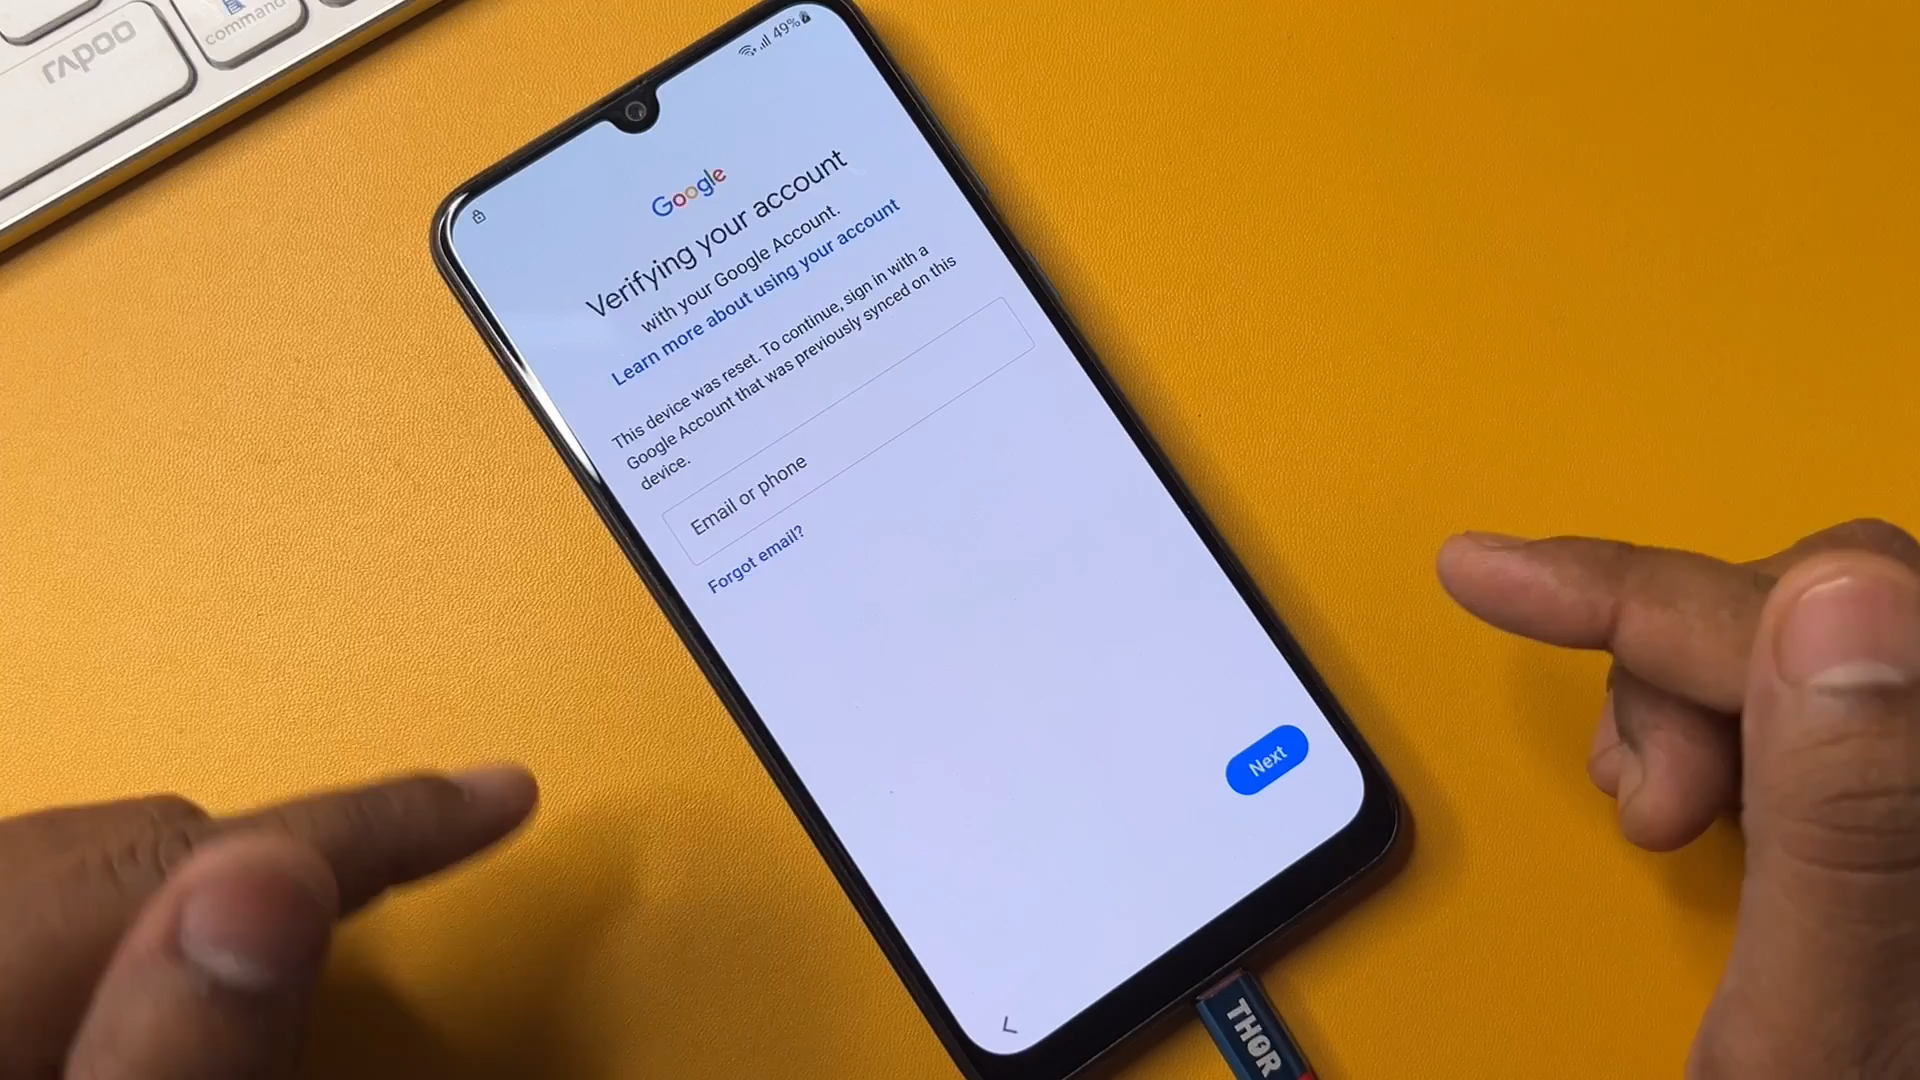 rapoo
command
49%
Google
Verifying your account
with your Google Account.
Learn more about using your account
This device was reset. To continue, sign in with a
Google Account that was previously synced on this
device.
Email or phone
Forgot email?
Next
THOR